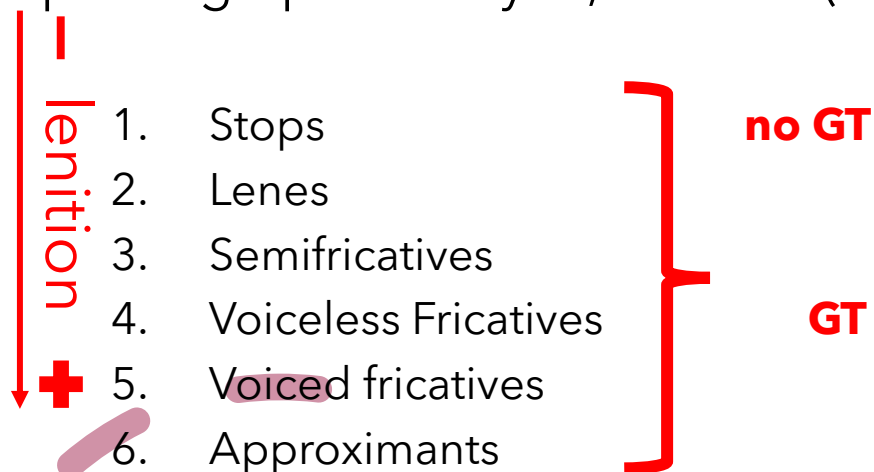 lenition
1. Stops no GT
2. Lenes
3. Semifricatives
4. Voiceless Fricatives GT
5. Voiced fricatives
6. Approximants